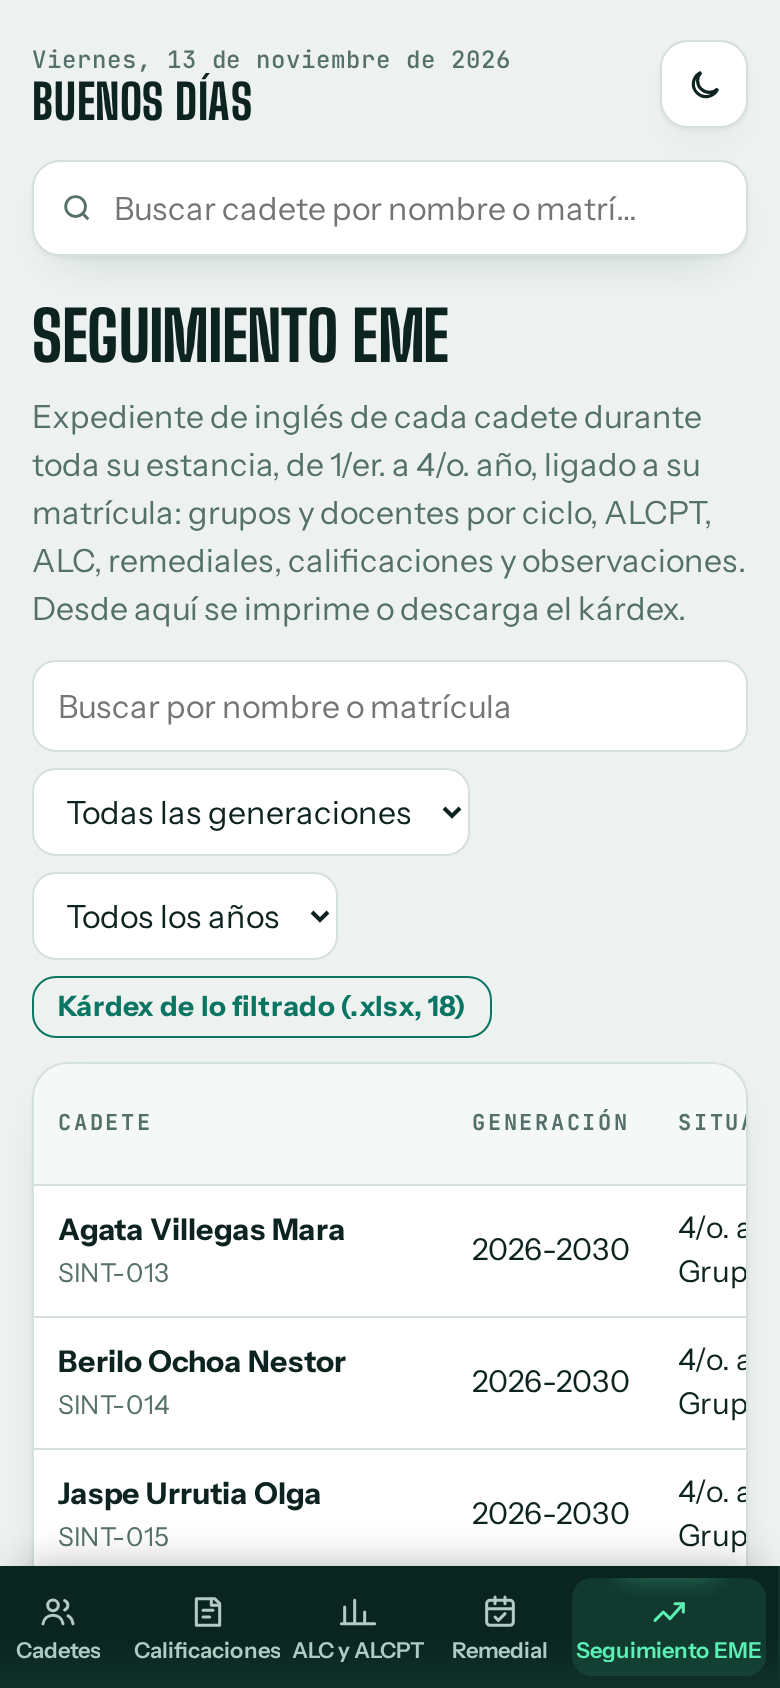 Viernes, 13 de noviembre de 2026
BUENOS DÍAS
Buscar cadete por nombre o matrí...
SEGUIMIENTO EME
Expediente de inglés de cada cadete durante
toda su estancia, de 1/er. a 4/o. año, ligado a su
matrícula: grupos y docentes por ciclo, ALCPT,
ALC, remediales, calificaciones y observaciones.
Desde aquí se imprime o descarga el kárdex.
Buscar por nombre o matrícula
Todas las generaciones
Todos los años
Kárdex de lo filtrado (.xlsx, 18)
CADETE GENERACIÓN SITUA
Agata Villegas Mara
SINT-013
2026-2030
4/o. a
Grup
Berilo Ochoa Nestor
SINT-014
2026-2030
4/o. a
Grup
Jaspe Urrutia Olga
SINT-015
2026-2030
4/o. a
Grup
Cadetes Calificaciones ALC y ALCPT Remedial Seguimiento EME